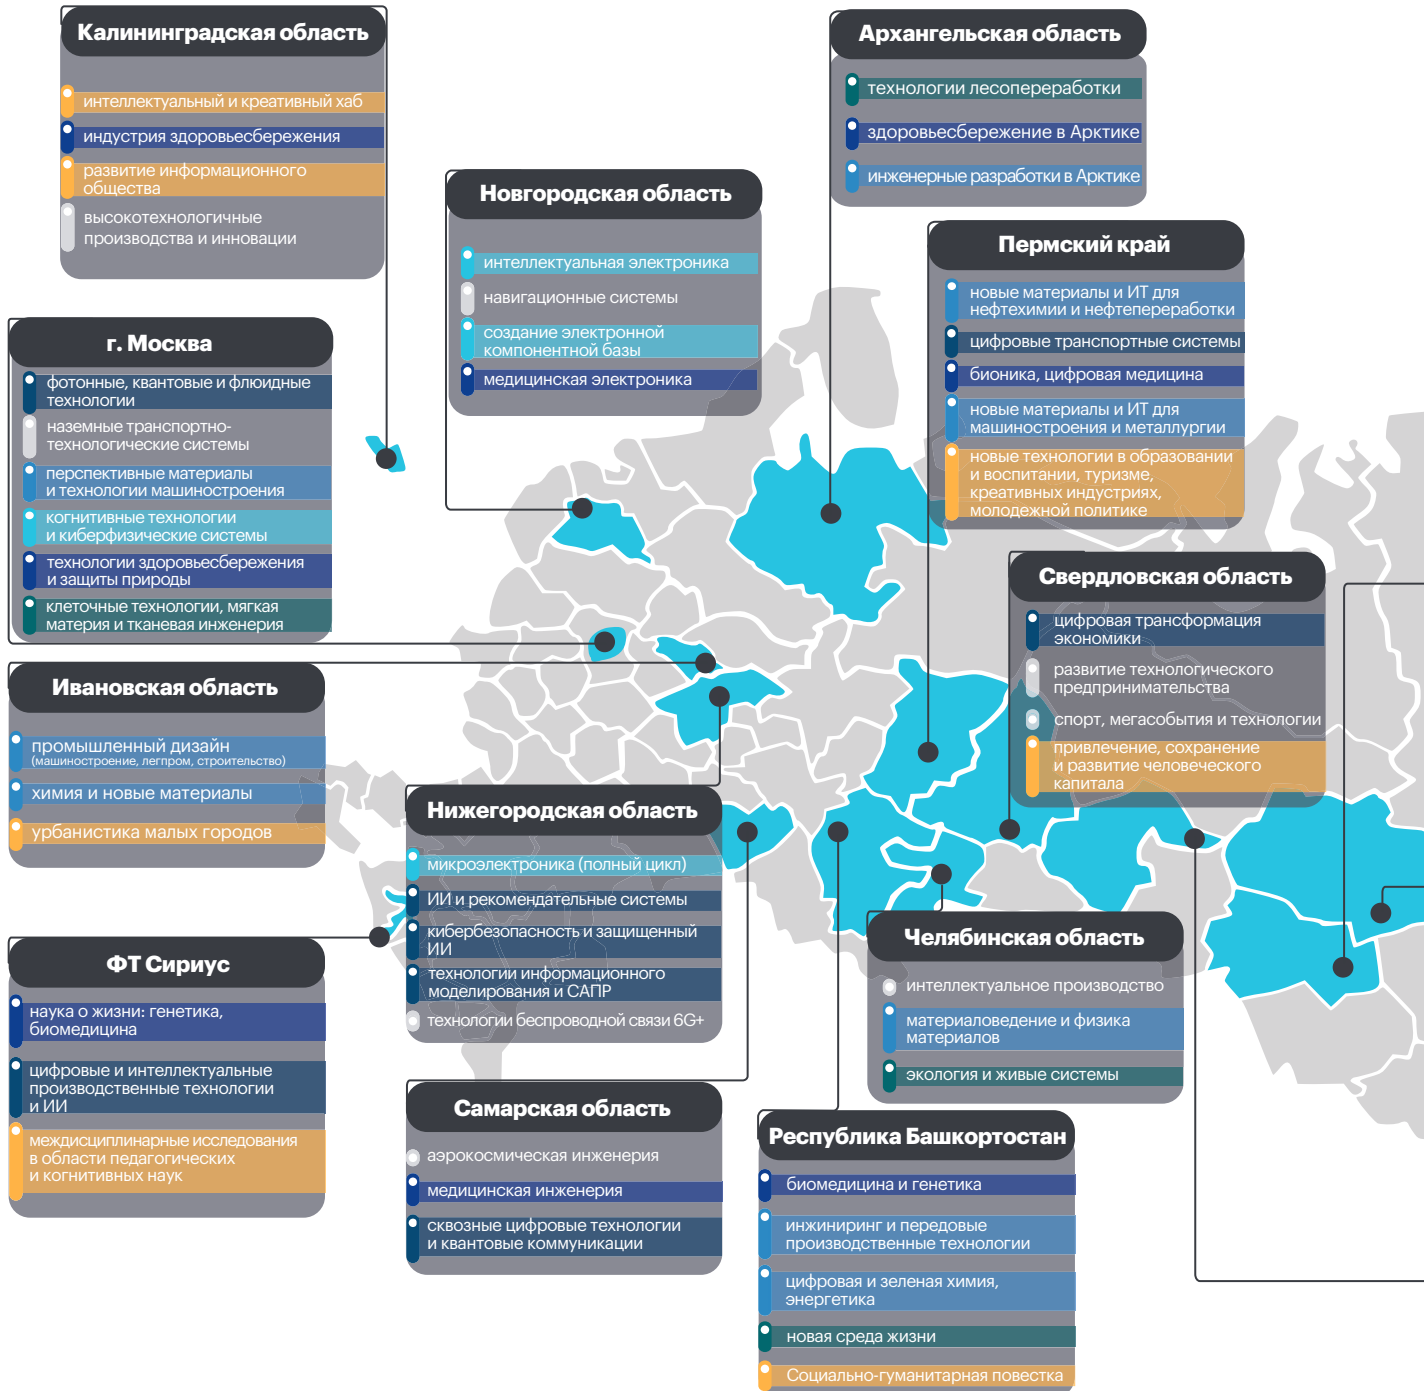 Калининградская область
интеллектуальный и креативный хаб
индустрия здоровьесбережения
развитие информационного
общества
высокотехнологичные
производства и инновации
Архангельская область
технологии лесопереработки
здоровьесбережение в Арктике
инженерные разработки в Арктике
Новгородская область
интеллектуальная электроника
навигационные системы
создание электронной
компонентной базы
медицинская электроника
Пермский край
новые материалы и ИТ для
нефтехимии и нефтепереработки
цифровые транспортные системы
бионика, цифровая медицина
новые материалы и ИТ для
машиностроения и металлургии
новые технологии в образовании
и воспитании, туризме,
креативных индустриях,
молодежной политике
г. Москва
фотонные, квантовые и флюидные
технологии
наземные транспортно-
технологические системы
перспективные материалы
и технологии машиностроения
когнитивные технологии
и киберфизические системы
технологии здоровьесбережения
и защиты природы
клеточные технологии, мягкая
материя и тканевая инженерия
Свердловская область
цифровая трансформация
экономики
развитие технологического
предпринимательства
спорт, мегасобытия и технологии
привлечение, сохранение
и развитие человеческого
капитала
Ивановская область
промышленный дизайн
(машиностроение, легпром, строительство)
химия и новые материалы
урбанистика малых городов
Нижегородская область
микроэлектроника (полный цикл)
ИИ и рекомендательные системы
кибербезопасность и защищенный
ИИ
технологии информационного
моделирования и САПР
технологии беспроводной связи 6G+
Челябинская область
интеллектуальное производство
материаловедение и физика
материалов
экология и живые системы
ФТ Сириус
наука о жизни: генетика,
биомедицина
цифровые и интеллектуальные
производственные технологии
и ИИ
междисциплинарные исследования
в области педагогических
и когнитивных наук
Самарская область
аэрокосмическая инженерия
медицинская инженерия
сквозные цифровые технологии
и квантовые коммуникации
Республика Башкортостан
биомедицина и генетика
инжиниринг и передовые
производственные технологии
цифровая и зеленая химия,
энергетика
новая среда жизни
Социально-гуманитарная повестка